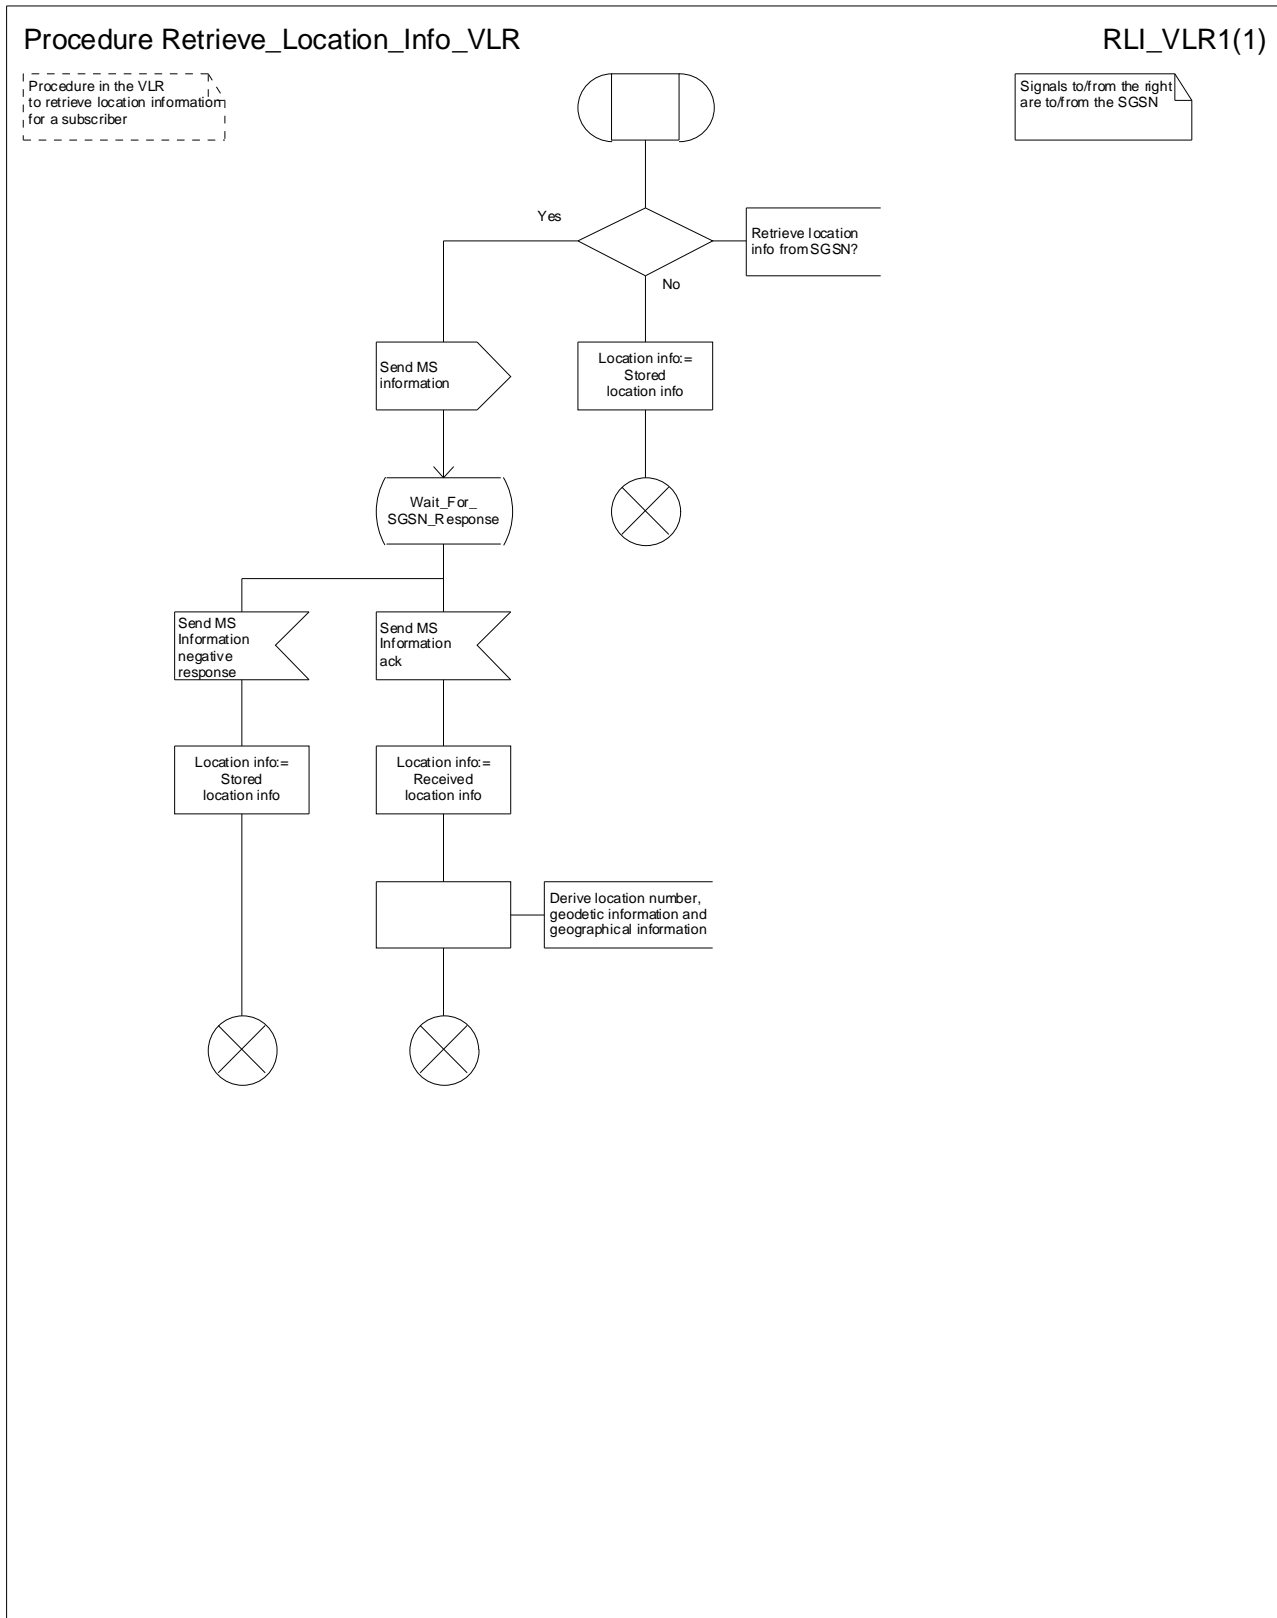 Procedure Retrieve_Location_Info_VLR
RLI_VLR1(1)
Procedure in the VLR
to retrieve location information
for a subscriber
Signals to/from the right
are to/from the SGSN
Yes
Retrieve location
info from SGSN?
No
Send MS
information
Location info:=
Stored
location info
Wait_For_
SGSN_Response
Send MS
Information
negative
response
Send MS
Information
ack
Location info:=
Stored
location info
Location info:=
Received
location info
Derive location number,
geodetic information and
geographical information